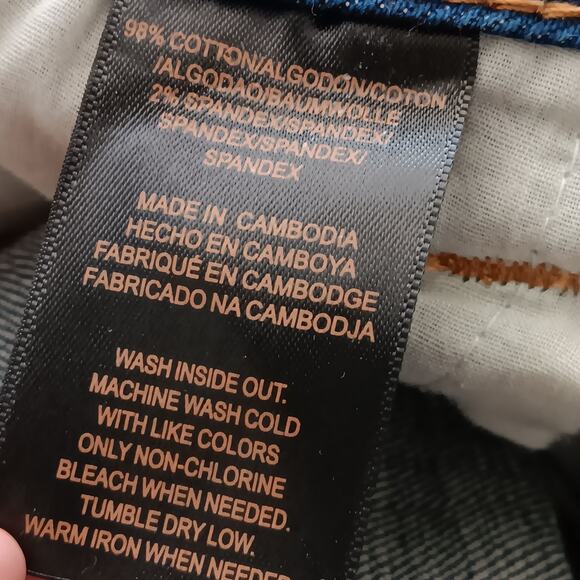 98% COTTON/ALGODON/COTON
/ALGODAO/BAUMWOLLE
2% SPANDEX/SPANDEX/
SPANDEX/SPANDEX/
SPANDEX
MADE IN CAMBODIA
HECHO EN CAMBOYA
FABRIQUÉ EN CAMBODGE
FABRICADO NA CAMBODJA
WASH INSIDE OUT.
MACHINE WASH COLD
WITH LIKE COLORS
ONLY NON-CHLORINE
BLEACH WHEN NEEDED.
TUMBLE DRY LOW.
WARM IRON WHEN NEEDED